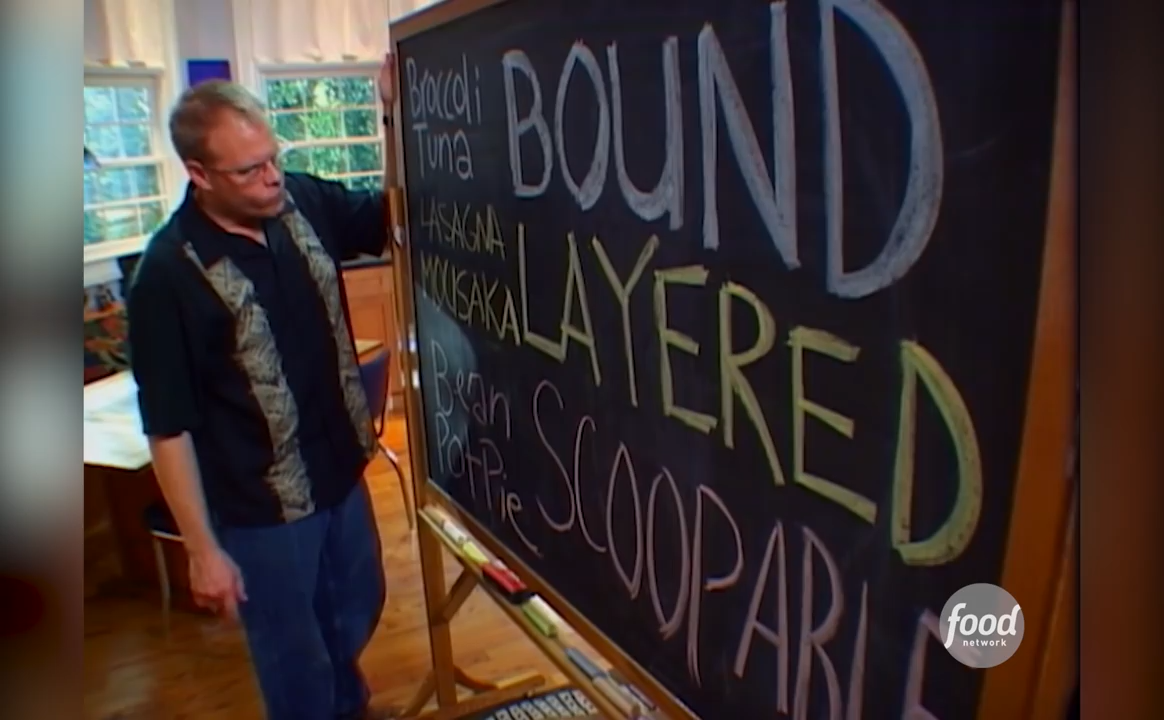 Broccoli
Tuna
BOUND
LASAGNA
MOUSAKA
LAYERED
Bean
Pot Pie
SCOOPABLE
food
network